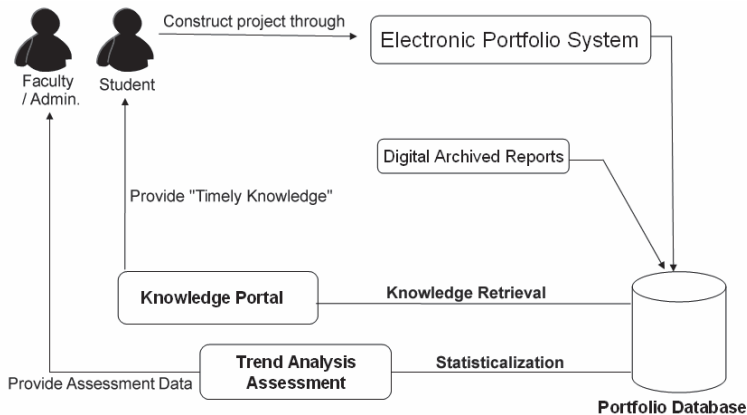 Construct project through
Electronic Portfolio System
Faculty
/ Admin.
Student
Digital Archived Reports
Provide "Timely Knowledge"
Knowledge Portal
Knowledge Retrieval
Trend Analysis
Assessment
Statisticalization
Provide Assessment Data
Portfolio Database